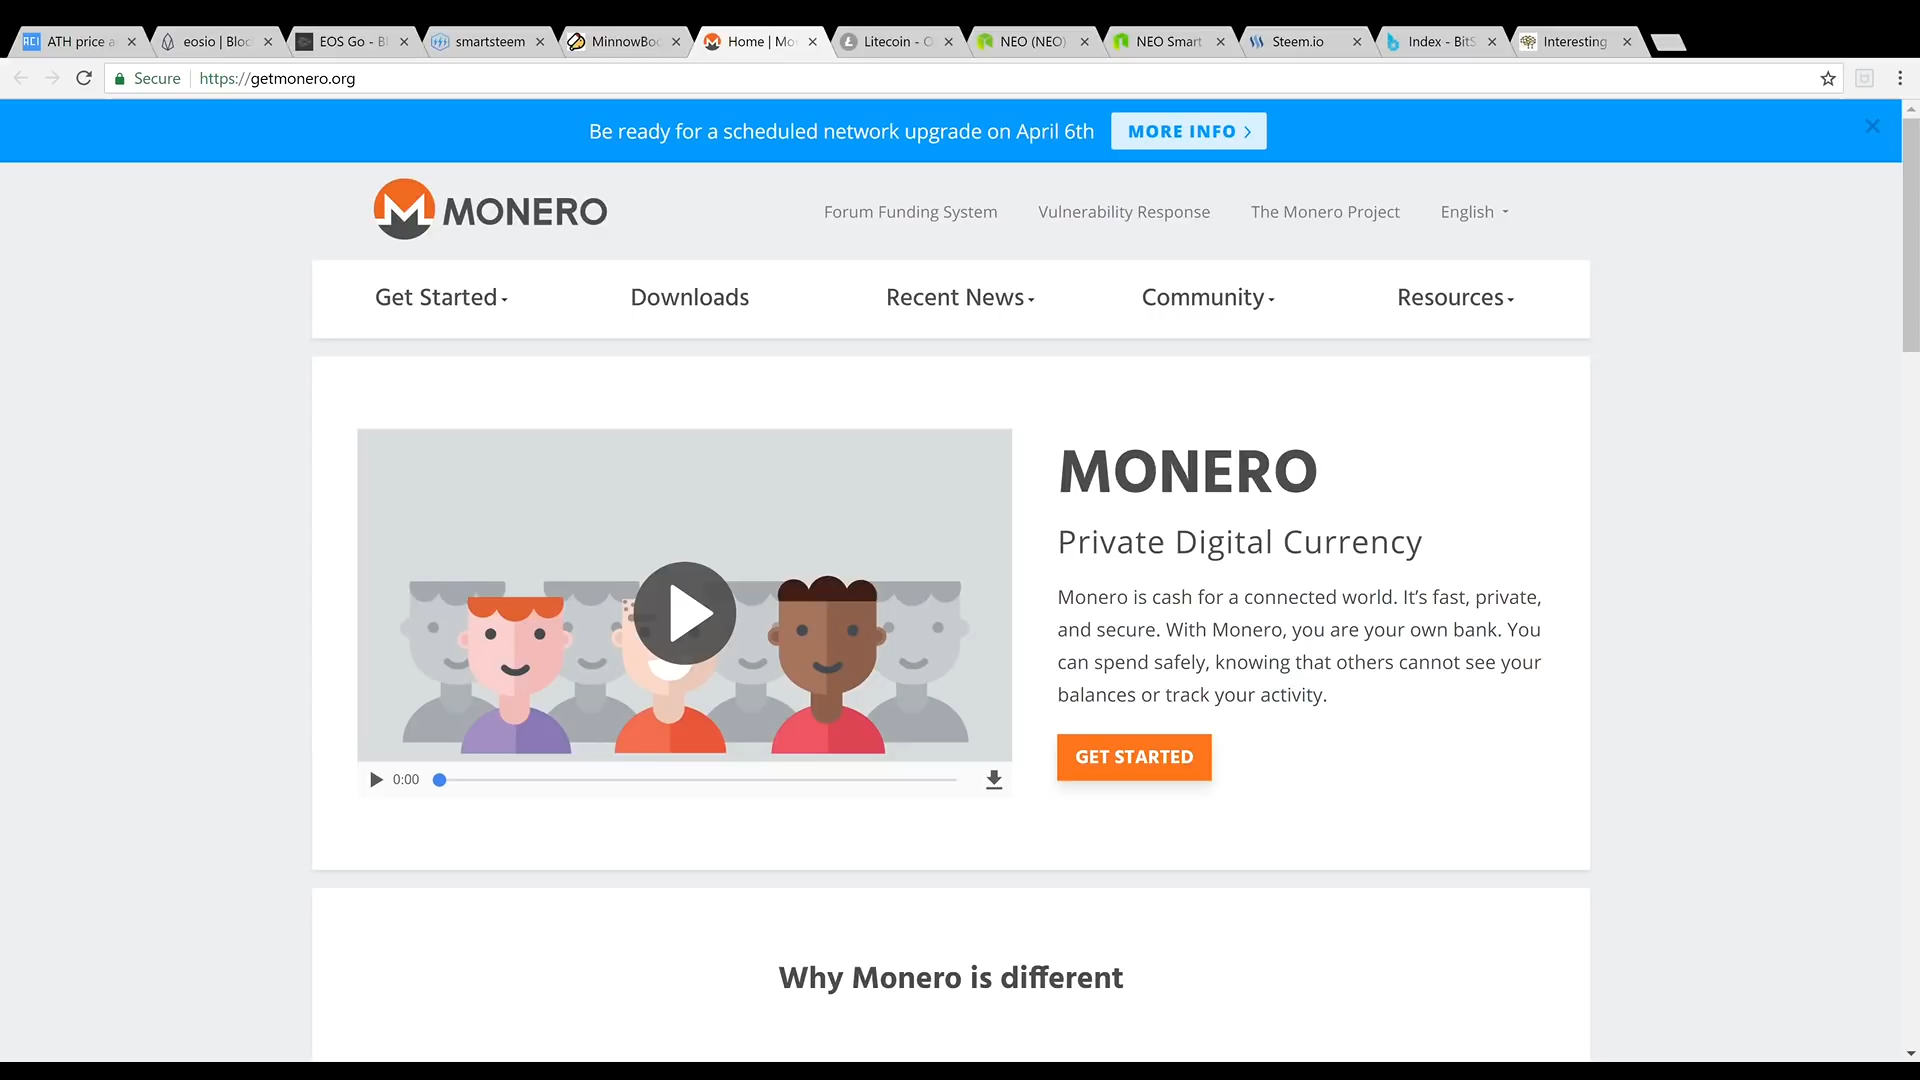 ATH price a
eosio | Bloc
EOS Go - Bl
smartsteem
MinnowBoo
Home | Mo
Litecoin - O
NEO (NEO)
NEO Smart
Steem.io
Index - BitS
Interesting
Secure
https://getmonero.org
Be ready for a scheduled network upgrade on April 6th
MORE INFO
MONERO
Forum Funding System
Vulnerability Response
The Monero Project
English
Get Started
Downloads
Recent News
Community
Resources
MONERO
Private Digital Currency
Monero is cash for a connected world. It’s fast, private,
and secure. With Monero, you are your own bank. You
can spend safely, knowing that others cannot see your
balances or track your activity.
GET STARTED
0:00
Why Monero is different